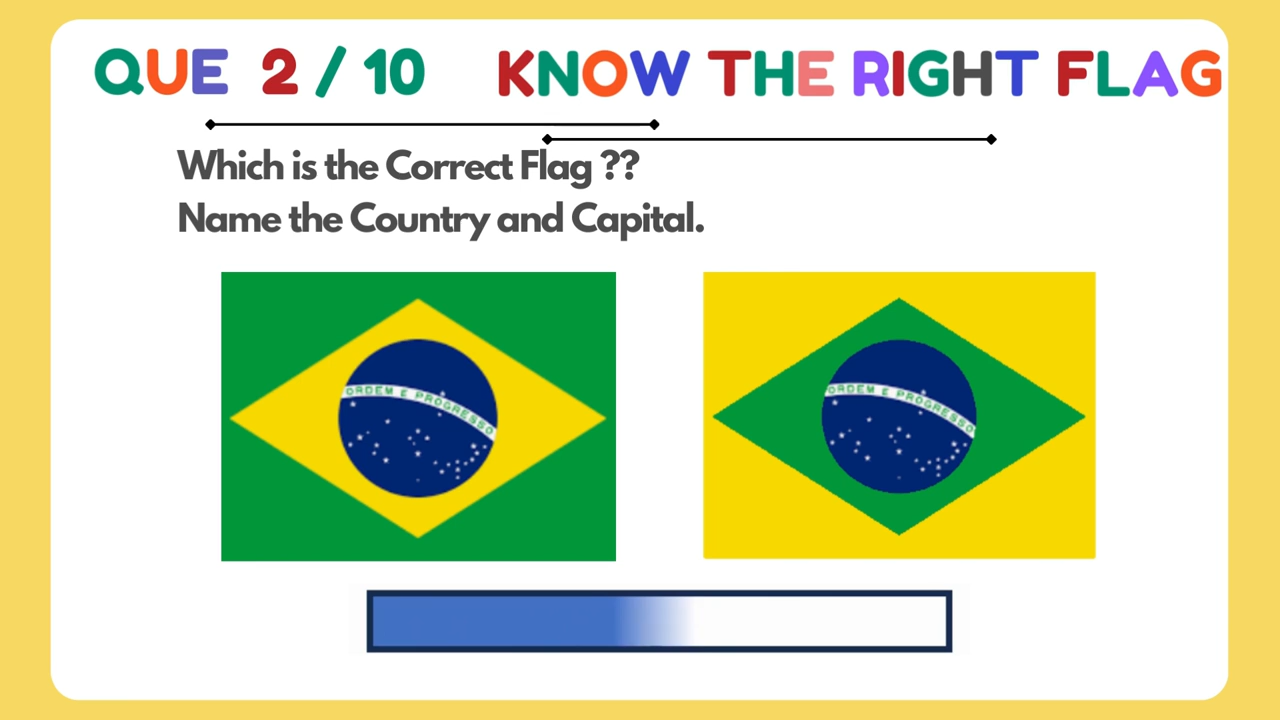 QUE 2 / 10 KNOW THE RIGHT FLAG
Which is the Correct Flag ??
Name the Country and Capital.
ORDEM E PROGRESSO
ORDEM E PROGRESSO